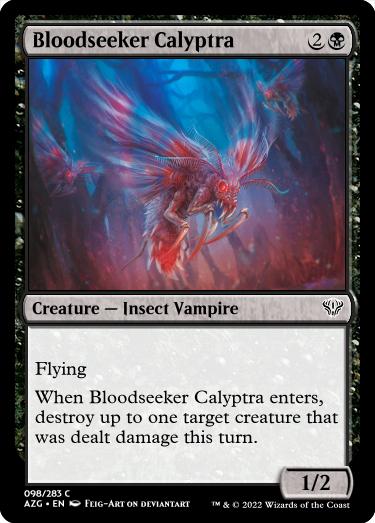 Bloodseeker Calyptra 2
Creature — Insect Vampire
Flying
When Bloodseeker Calyptra enters,
destroy up to one target creature that
was dealt damage this turn.
1/2
098/283 C
AZG • EN Feig-Art on deviantart
™ & © 2022 Wizards of the Coast